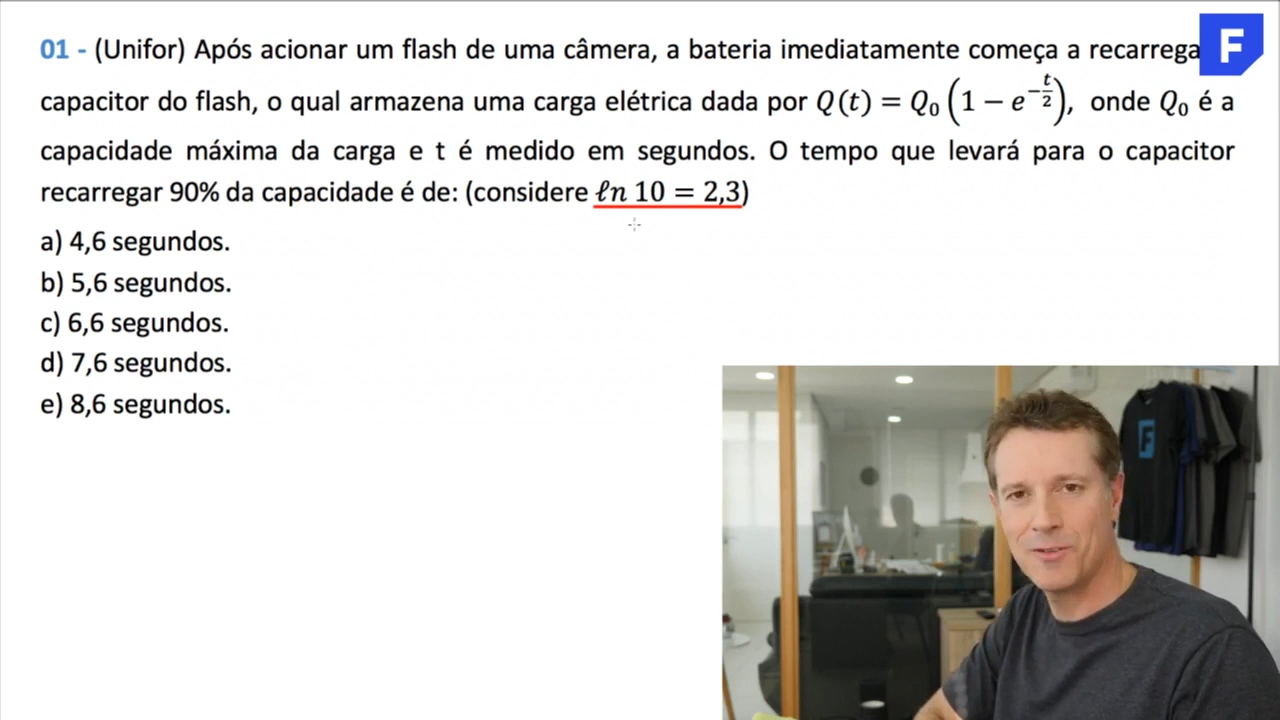 01 - (Unifor) Após acionar um flash de uma câmera, a bateria imediatamente começa a recarrega
capacitor do flash, o qual armazena uma carga elétrica dada por Q(t) = Q₀ (1 − e^(−t/2)), onde Q₀ é a
capacidade máxima da carga e t é medido em segundos. O tempo que levará para o capacitor
recarregar 90% da capacidade é de: (considere ℓn 10 = 2,3)
a) 4,6 segundos.
b) 5,6 segundos.
c) 6,6 segundos.
d) 7,6 segundos.
e) 8,6 segundos.
F
F